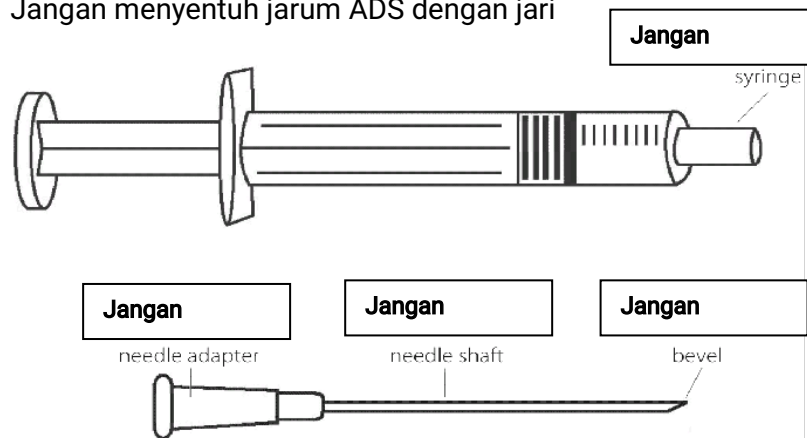 Jangan menyentuh jarum ADS dengan jari
Jangan
syringe
Jangan
Jangan
Jangan
needle adapter
needle shaft
bevel